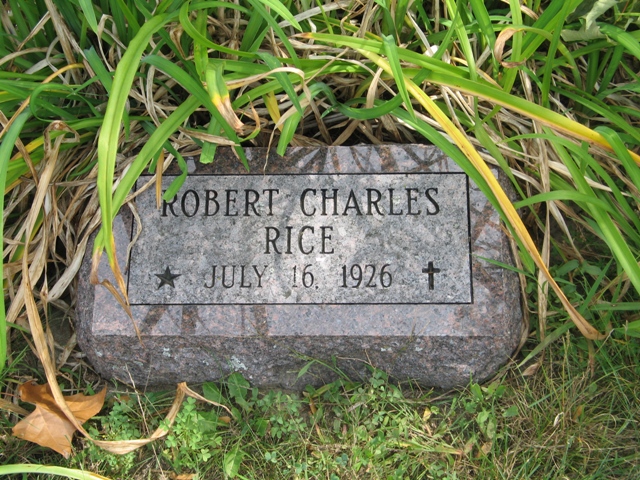 ROBERT CHARLES
RICE
★ JULY 16, 1926 ✝